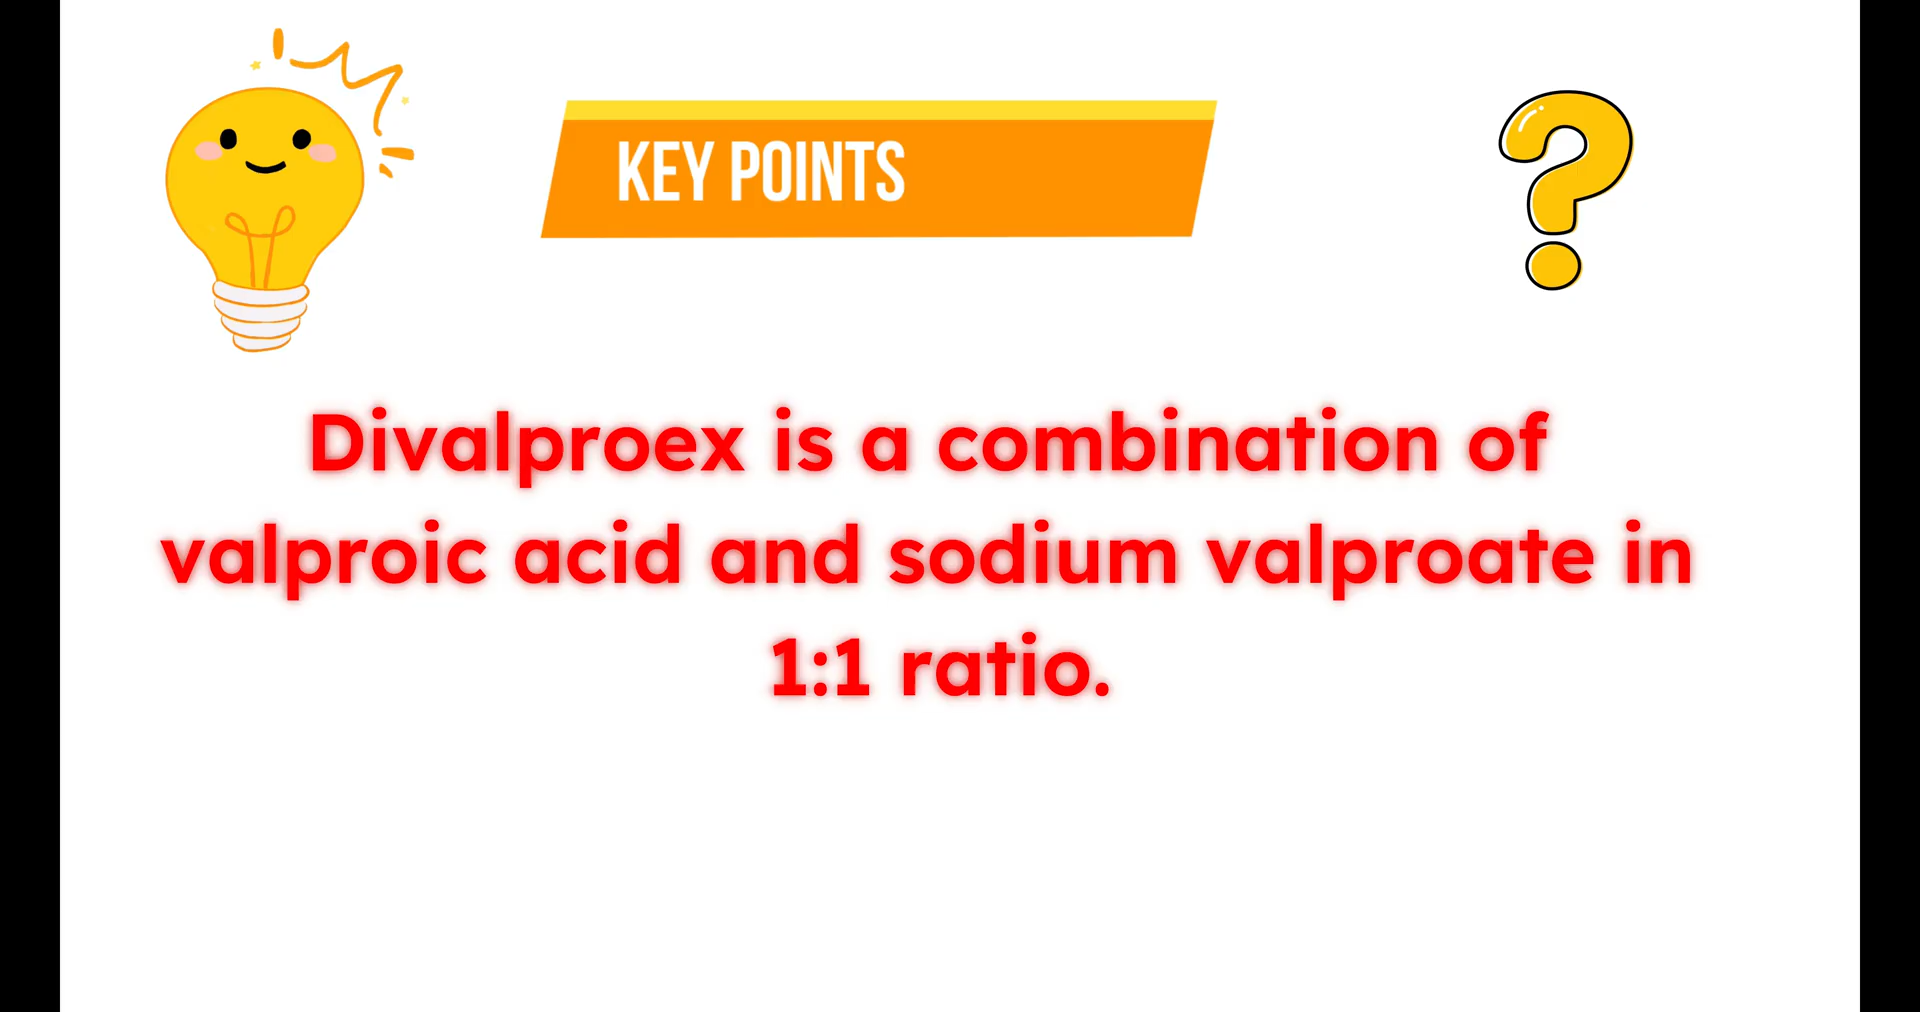 KEY POINTS
Divalproex is a combination of
valproic acid and sodium valproate in
1:1 ratio.